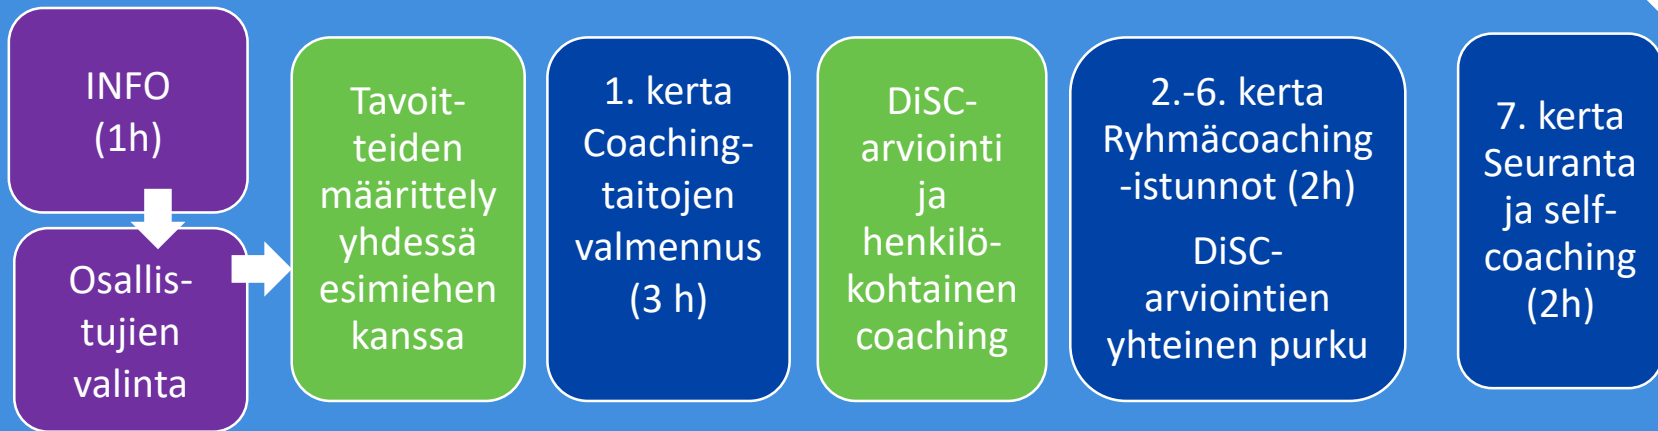 INFO
(1h)
Osallis-
tujien
valinta
Tavoit-
teiden
määrittely
yhdessä
esimiehen
kanssa
1. kerta
Coaching-
taitojen
valmennus
(3 h)
DiSC-
arviointi
ja
henkilö-
kohtainen
coaching
2.-6. kerta
Ryhmäcoaching
-istunnot (2h)
DiSC-
arviointien
yhteinen purku
7. kerta
Seuranta
ja self-
coaching
(2h)